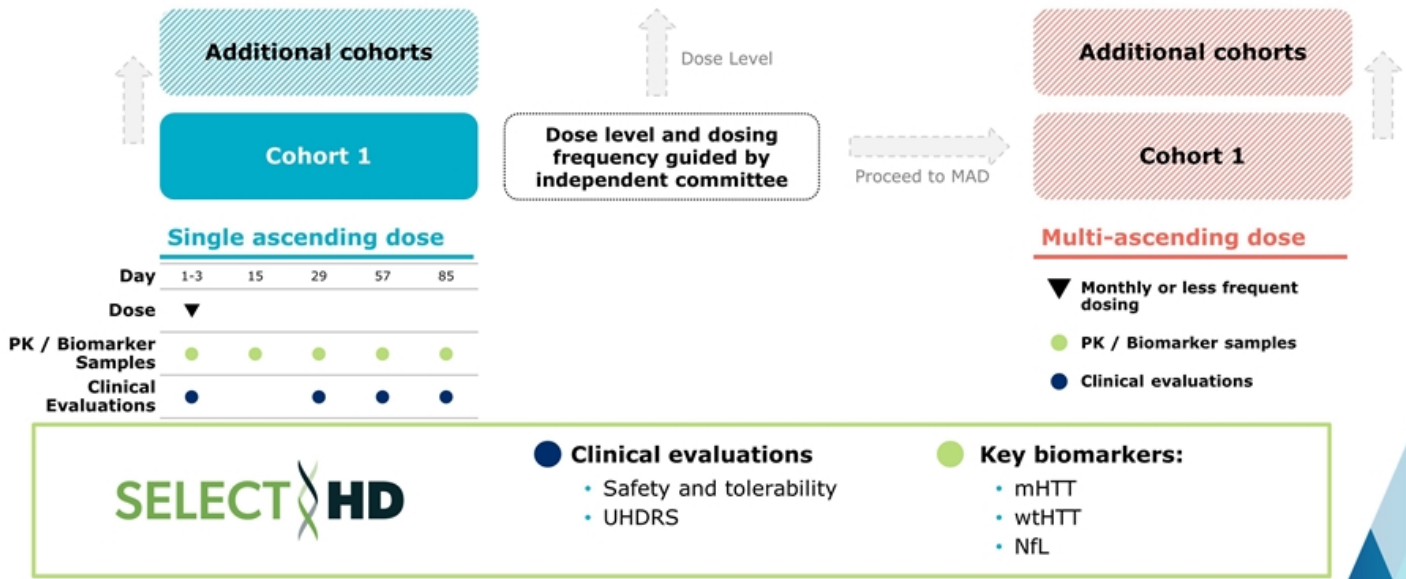 Additional cohorts
Dose Level
Additional cohorts
Cohort 1
Dose level and dosing
frequency guided by
independent committee
Proceed to MAD
Cohort 1
Single ascending dose
Day 1-3 15 29 57 85
Dose
PK / Biomarker
Samples
Clinical
Evaluations
Multi-ascending dose
Monthly or less frequent
dosing
PK / Biomarker samples
Clinical evaluations
SELECT HD
Clinical evaluations
• Safety and tolerability
• UHDRS
Key biomarkers:
• mHTT
• wtHTT
• NfL